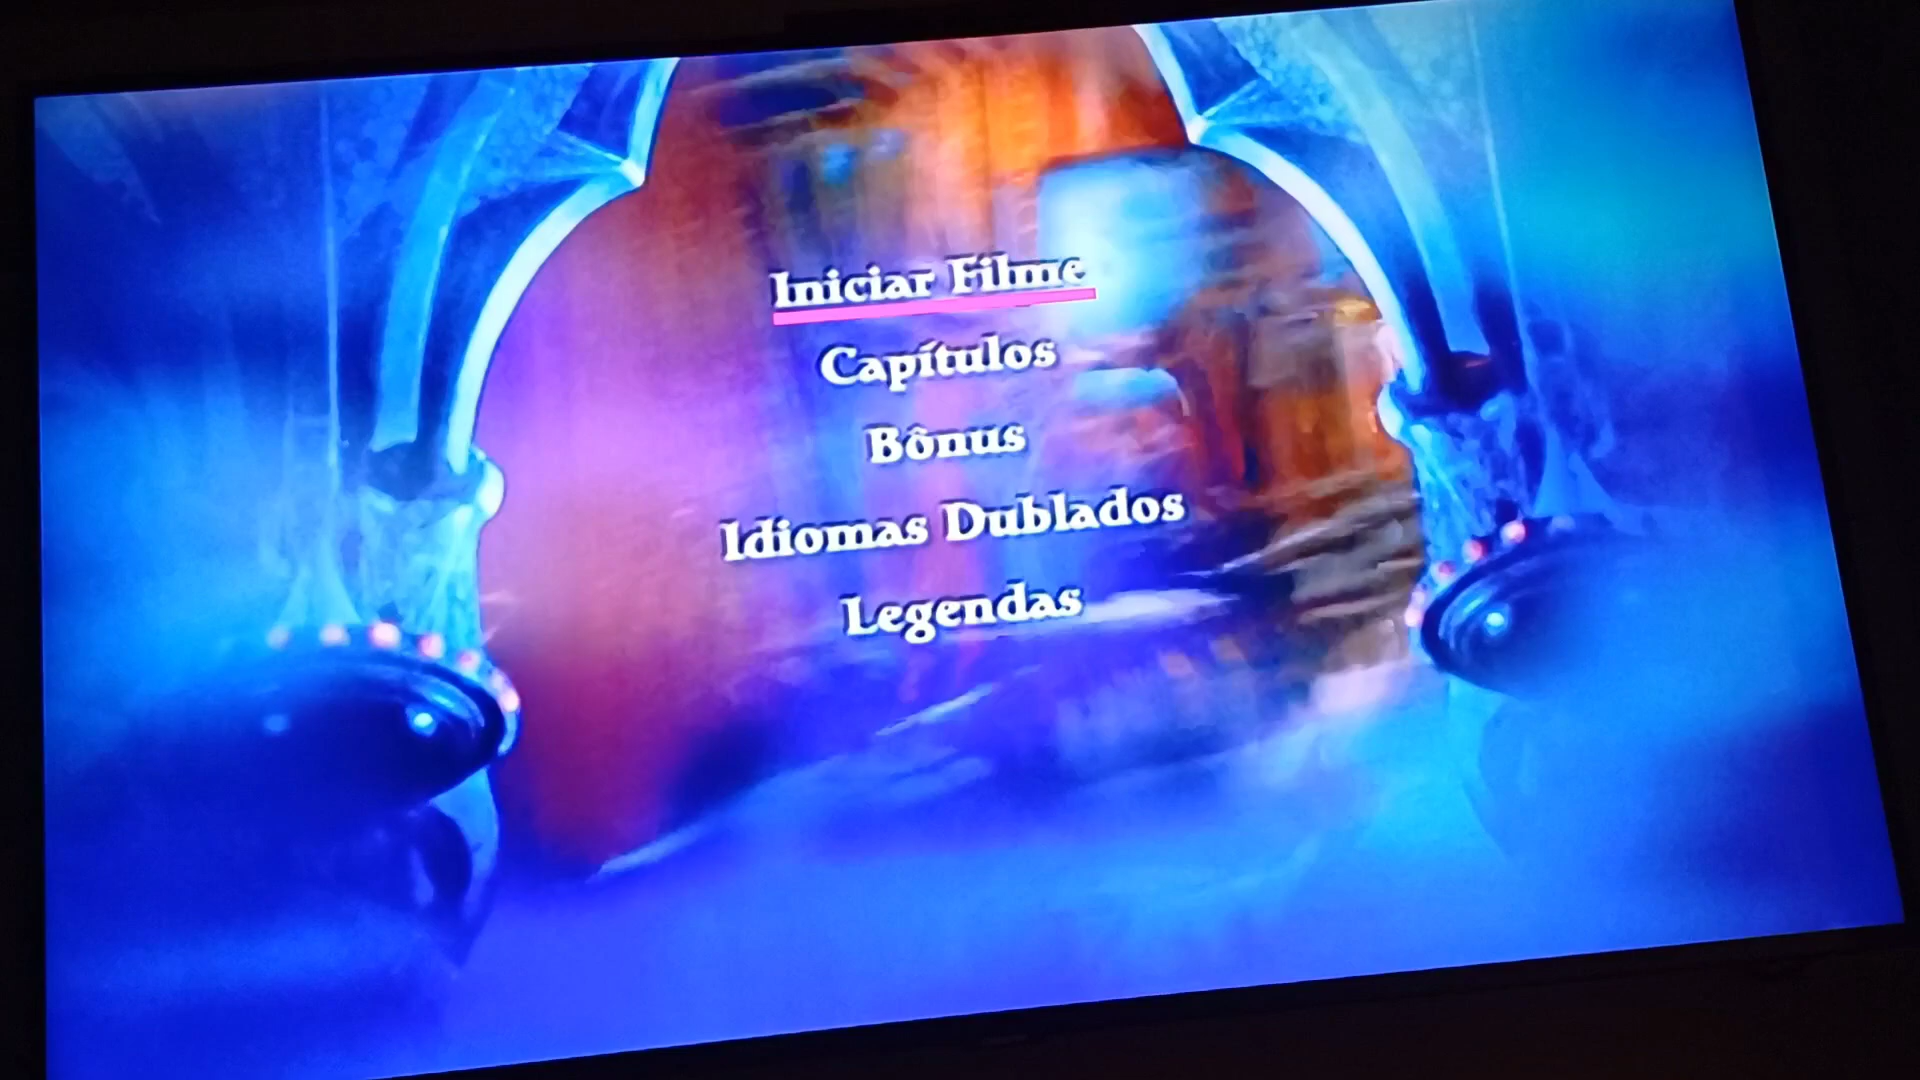 Iniciar Filme
Capítulos
Bônus
Idiomas Dublados
Legendas